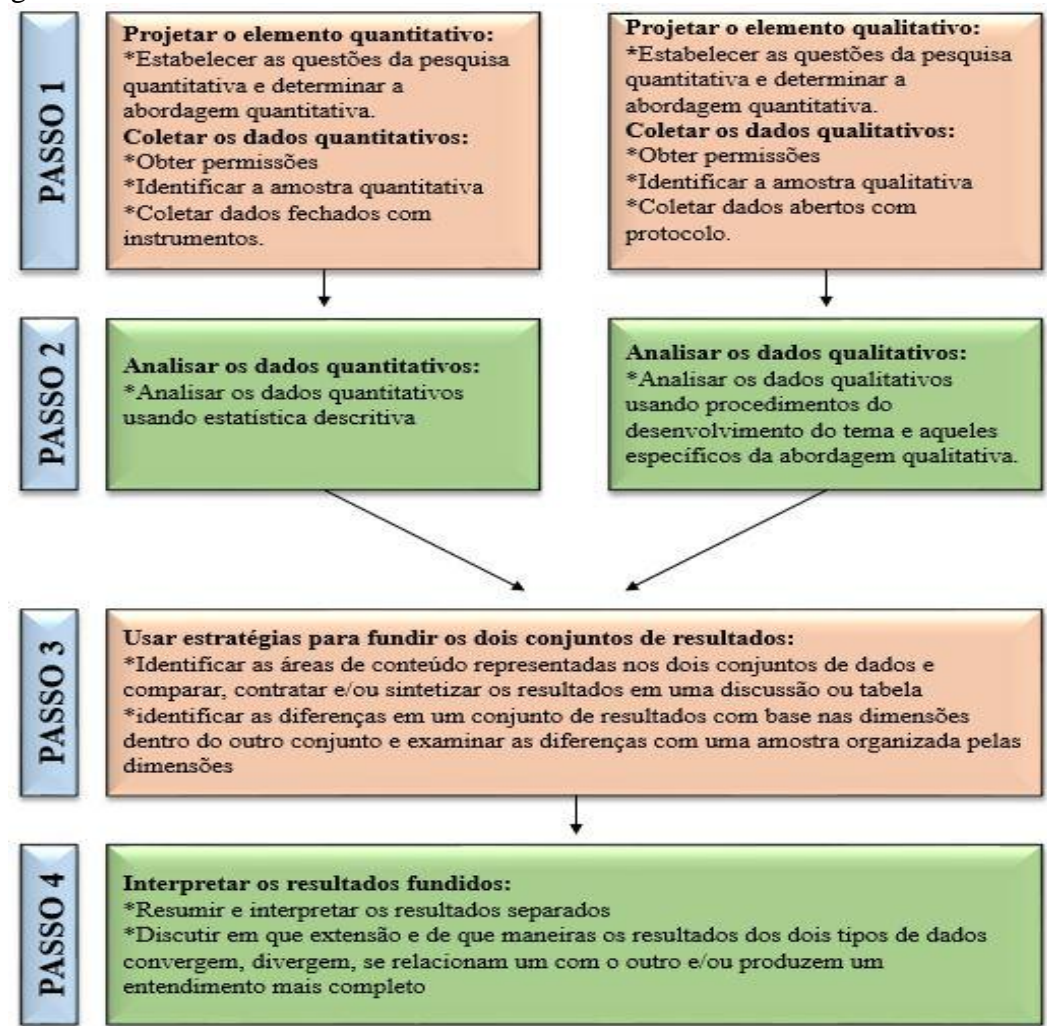 PASSO 1
Projetar o elemento quantitativo:
*Estabelecer as questões da pesquisa
quantitativa e determinar a
abordagem quantitativa.
Coletar os dados quantitativos:
*Obter permissões
*Identificar a amostra quantitativa
*Coletar dados fechados com
instrumentos.
Projetar o elemento qualitativo:
*Estabelecer as questões da pesquisa
quantitativa e determinar a
abordagem quantitativa.
Coletar os dados qualitativos:
*Obter permissões
*Identificar a amostra qualitativa
*Coletar dados abertos com
protocolo.
PASSO 2
Analisar os dados quantitativos:
*Analisar os dados quantitativos
usando estatística descritiva
Analisar os dados qualitativos:
*Analisar os dados qualitativos
usando procedimentos do
desenvolvimento do tema e aqueles
específicos da abordagem qualitativa.
PASSO 3
Usar estratégias para fundir os dois conjuntos de resultados:
*Identificar as áreas de conteúdo representadas nos dois conjuntos de dados e
comparar, contratar e/ou sintetizar os resultados em uma discussão ou tabela
*identificar as diferenças em um conjunto de resultados com base nas dimensões
dentro do outro conjunto e examinar as diferenças com uma amostra organizada pelas
dimensões
PASSO 4
Interpretar os resultados fundidos:
*Resumir e interpretar os resultados separados
*Discutir em que extensão e de que maneiras os resultados dos dois tipos de dados
convergem, divergem, se relacionam um com o outro e/ou produzem um
entendimento mais completo